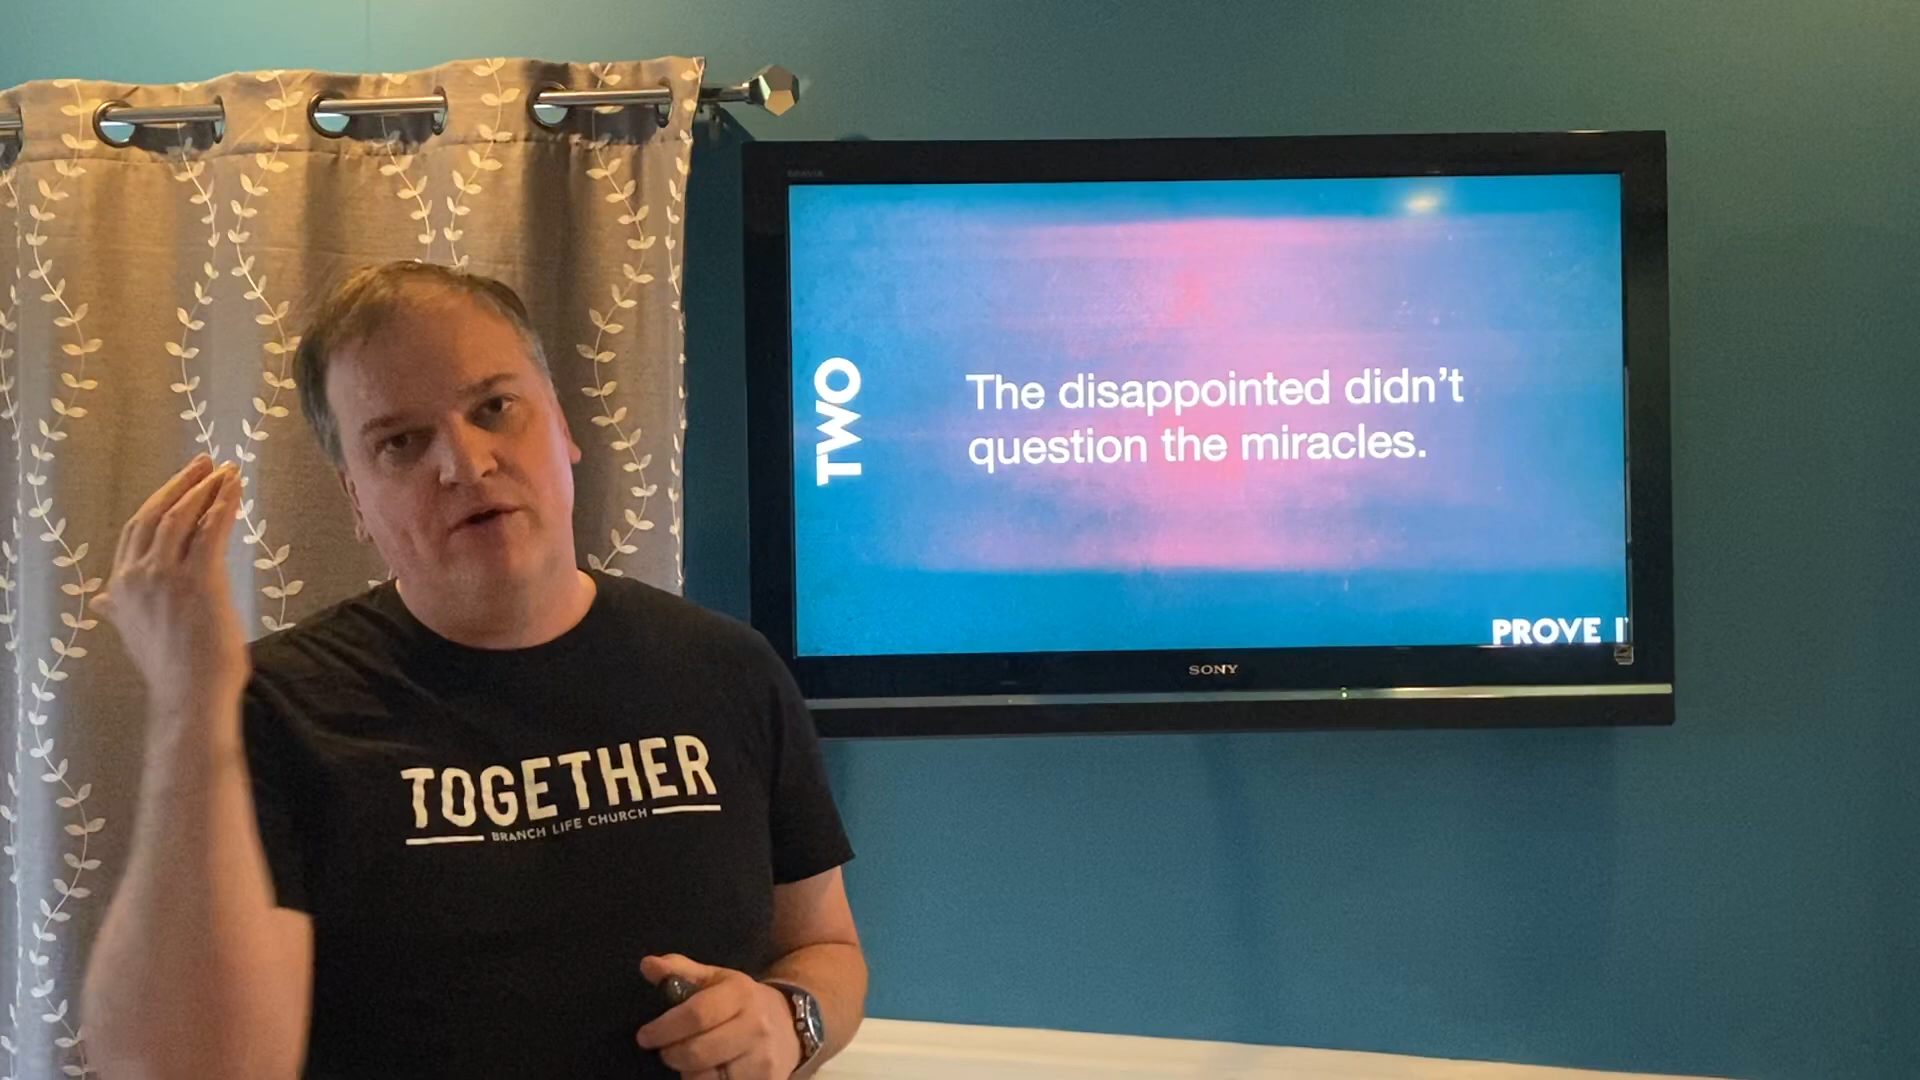 TWO
The disappointed didn't
question the miracles.
PROVE I
SONY
TOGETHER
BRANCH LIFE CHURCH